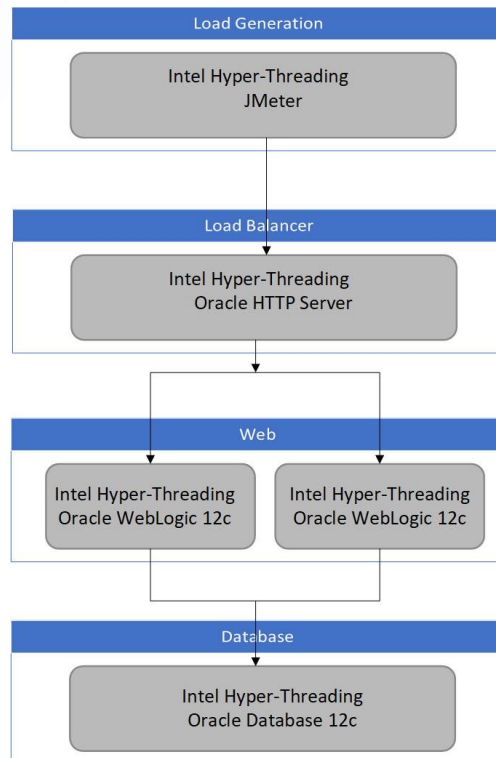 Load Generation
Intel Hyper-Threading
JMeter
Load Balancer
Intel Hyper-Threading
Oracle HTTP Server
Web
Intel Hyper-Threading
Oracle WebLogic 12c
Intel Hyper-Threading
Oracle WebLogic 12c
Database
Intel Hyper-Threading
Oracle Database 12c